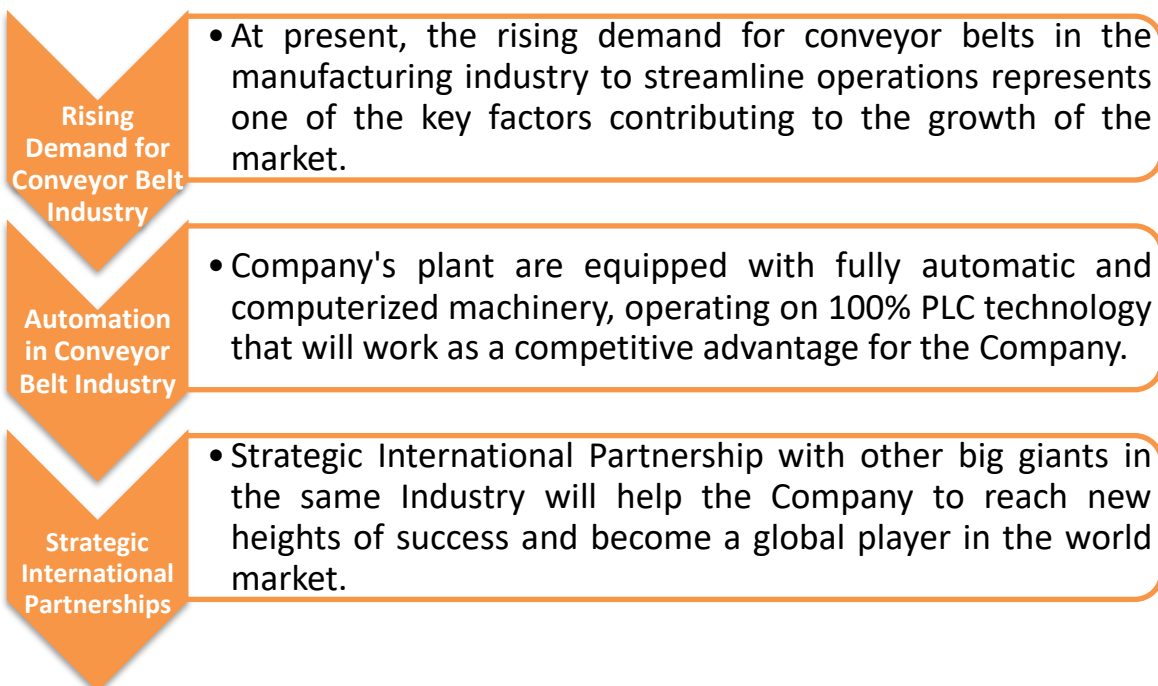 Rising
Demand for
Conveyor Belt
Industry
• At present, the rising demand for conveyor belts in the
manufacturing industry to streamline operations represents
one of the key factors contributing to the growth of the
market.
Automation
in Conveyor
Belt Industry
• Company's plant are equipped with fully automatic and
computerized machinery, operating on 100% PLC technology
that will work as a competitive advantage for the Company.
Strategic
International
Partnerships
• Strategic International Partnership with other big giants in
the same Industry will help the Company to reach new
heights of success and become a global player in the world
market.